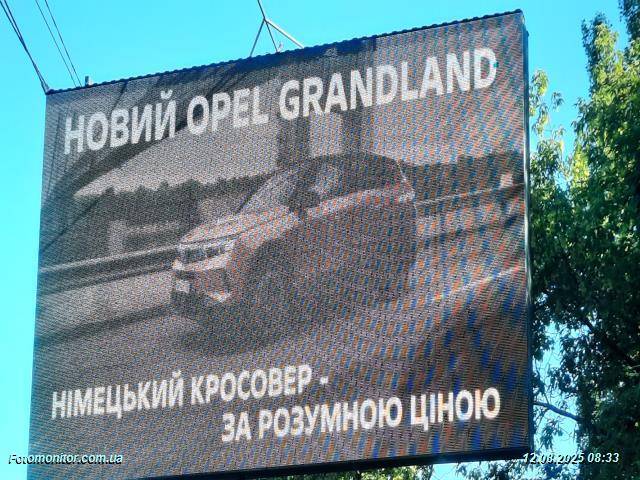 НОВИЙ OPEL GRANDLAND
НІМЕЦЬКИЙ КРОСОВЕР -
ЗА РОЗУМНОЮ ЦІНОЮ
Fotomonitor.com.ua
12.08.2025 08:33